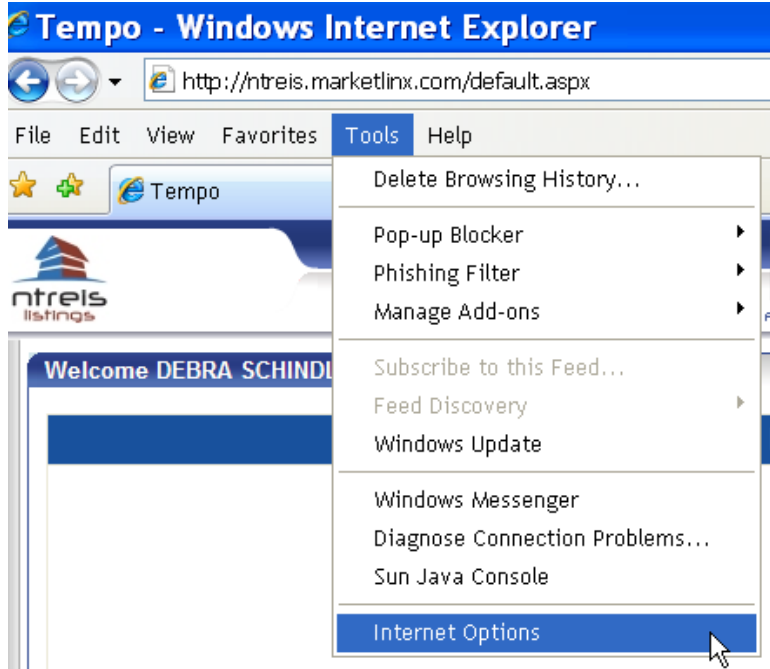 Tempo - Windows Internet Explorer
http://ntreis.marketlinx.com/default.aspx
File Edit View Favorites Tools Help
Tempo
Delete Browsing History...
Pop-up Blocker
Phishing Filter
Manage Add-ons
ntreis
listings
Welcome DEBRA SCHINDL
Subscribe to this Feed...
Feed Discovery
Windows Update
Windows Messenger
Diagnose Connection Problems...
Sun Java Console
Internet Options